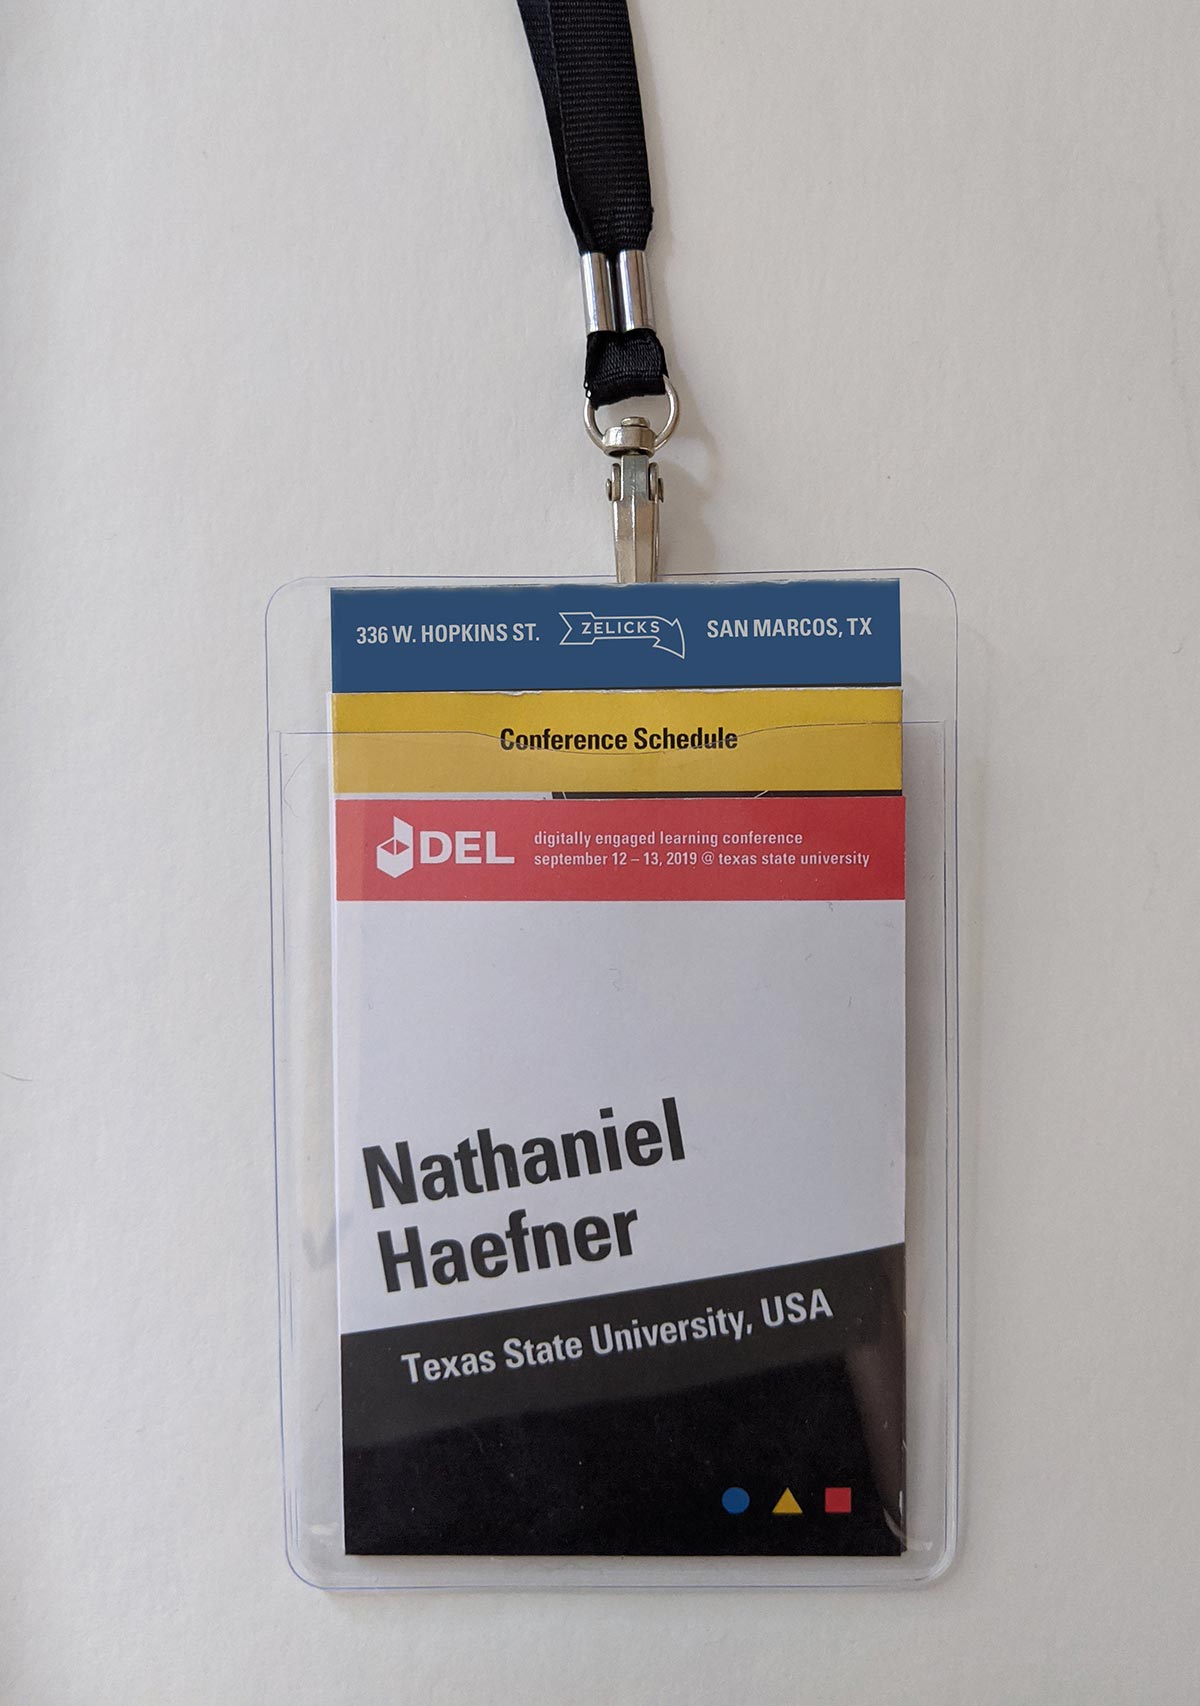 336 W. HOPKINS ST. ZELICKS SAN MARCOS, TX
Conference Schedule
DEL
digitally engaged learning conference
september 12 – 13, 2019 @ texas state university
Nathaniel
Haefner
Texas State University, USA